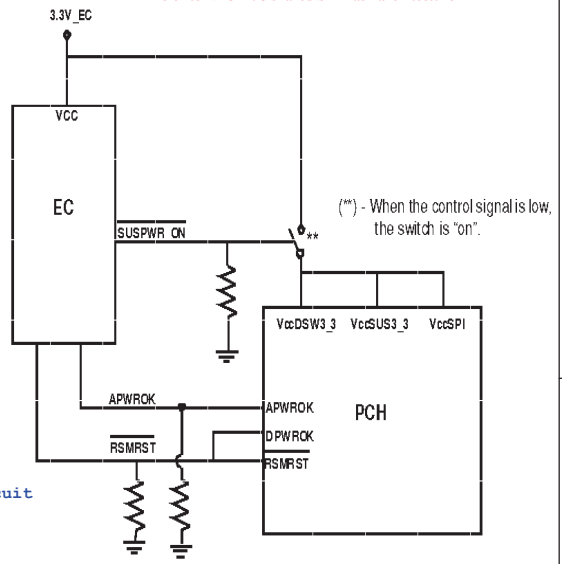 3.3V_EC
VCC
EC
SUSPWR_ON
**
(**) - When the control signal is low,
the switch is "on".
VccDSW3_3 VccSUS3_3 VccSPI
APWROK
APWROK
PCH
DPWROK
RSMRST
RSMRST
cuit